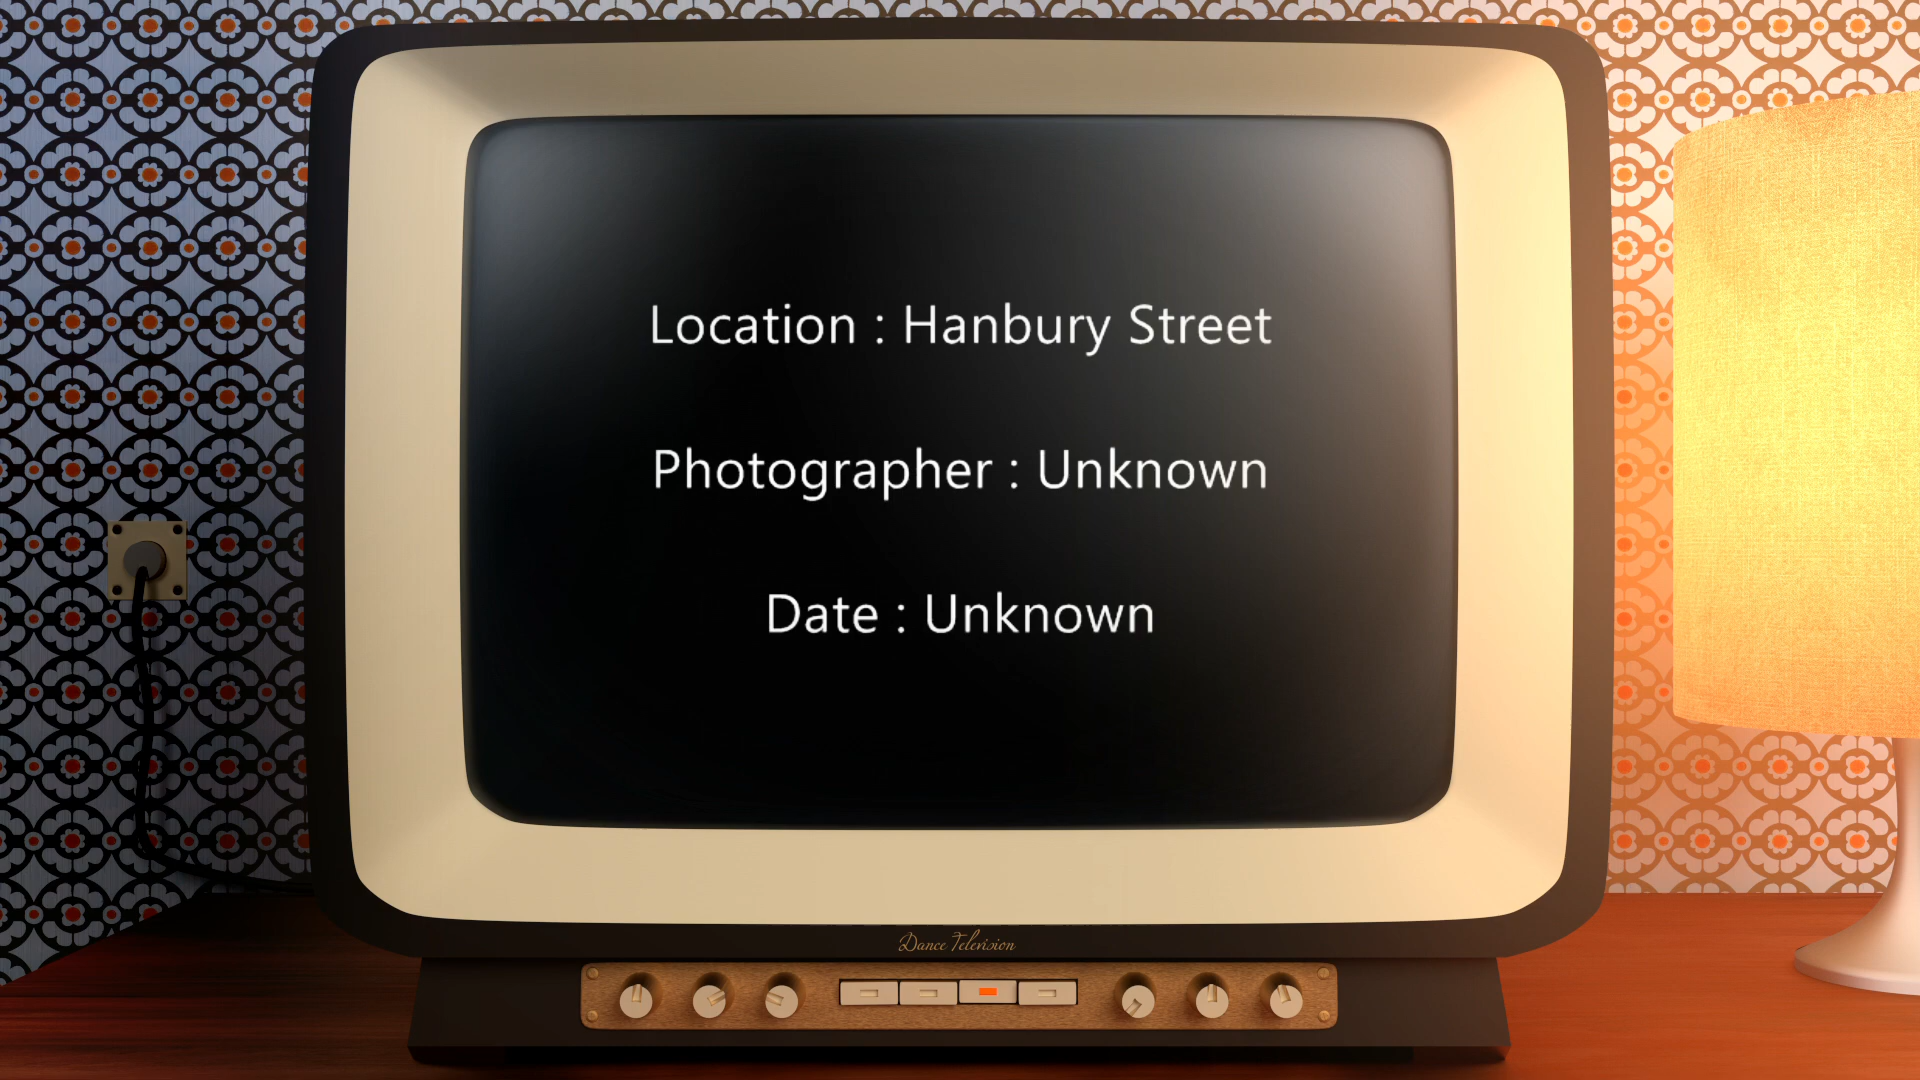 Location : Hanbury Street
Photographer : Unknown
Date : Unknown
Dance Television